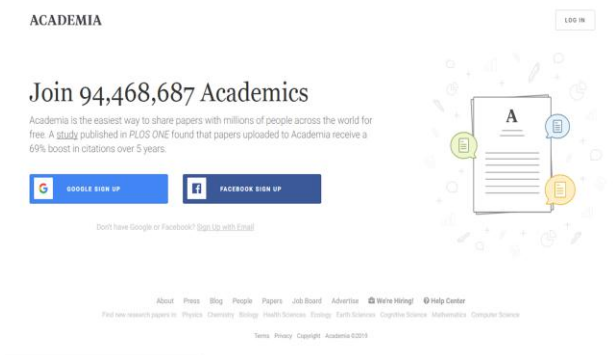 ACADEMIA
LOG IN
Join 94,468,687 Academics
Academia is the easiest way to share papers with millions of people across the world for
free. A study published in PLOS ONE found that papers uploaded to Academia receive a
69% boost in citations over 5 years.
GOOGLE SIGN UP
FACEBOOK SIGN UP
Don't have Google or Facebook? Sign Up with Email
A
About Press Blog People Papers Job Board Advertise We're Hiring! Help Center
Find new research papers in: Physics Chemistry Biology Health Sciences Ecology Earth Sciences Cognitive Science Mathematics Computer Science
Terms Privacy Copyright Academia ©2019